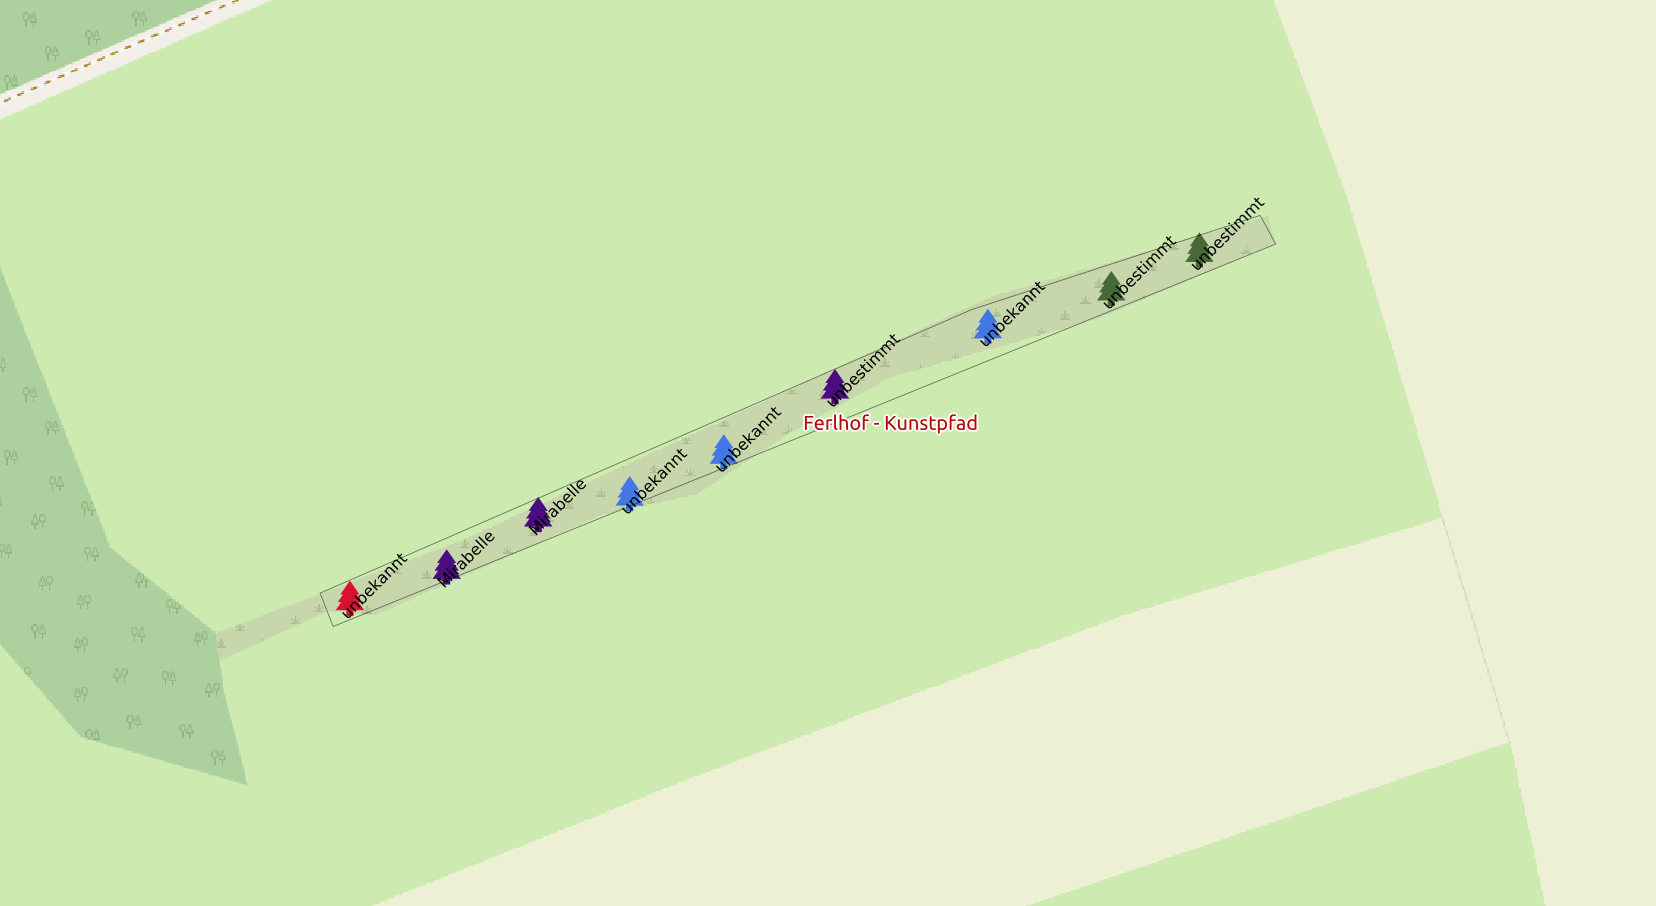 unbestimmt
unbestimmt
unbekannt
unbestimmt
Ferlhof - Kunstpfad
unbekannt
unbekannt
Mirabelle
Mirabelle
unbekannt